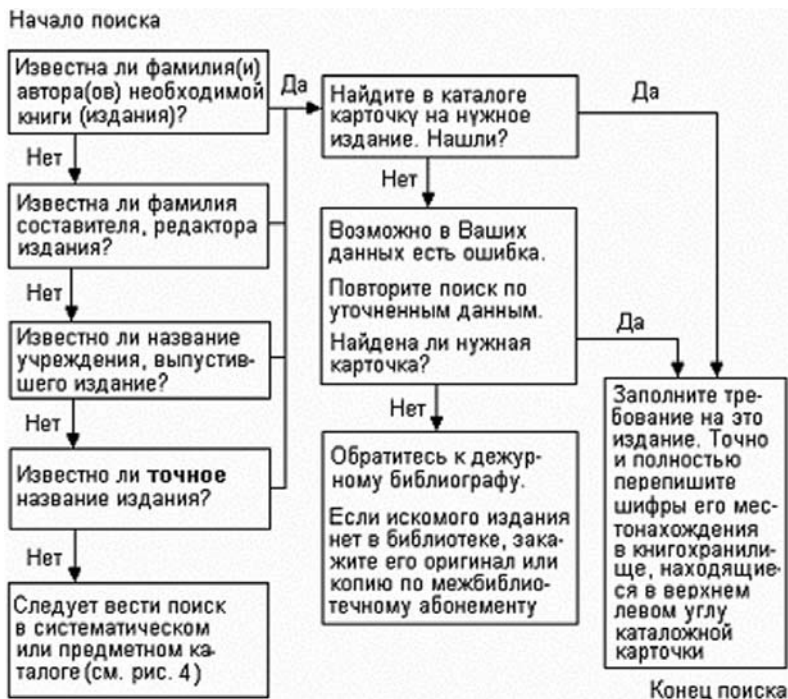 Начало поиска
Известна ли фамилия(и)
автора(ов) необходимой
книги (издания)?
Да
Нет
Известна ли фамилия
составителя, редактора
издания?
Нет
Известно ли название
учреждения, выпустив-
шего издание?
Нет
Известно ли точное
название издания?
Нет
Следует вести поиск
в систематическом
или предметном ка-
талоге (см. рис. 4)
Найдите в каталоге
карточку на нужное
издание. Нашли?
Да
Нет
Возможно в Ваших
данных есть ошибка.
Повторите поиск по
уточненным данным.
Найдена ли нужная
карточка?
Да
Нет
Обратитесь к дежур-
ному библиографу.
Если искомого издания
нет в библиотеке, зака-
жите его оригинал или
копию по межбиблио-
течному абонементу
Заполните тре-
бование на это
издание. Точно
и полностью
перепишите
шифры его мес-
тонахождения
в книгохранили-
ще, находящие-
ся в верхнем
левом углу
каталожной
карточки
Конец поиска